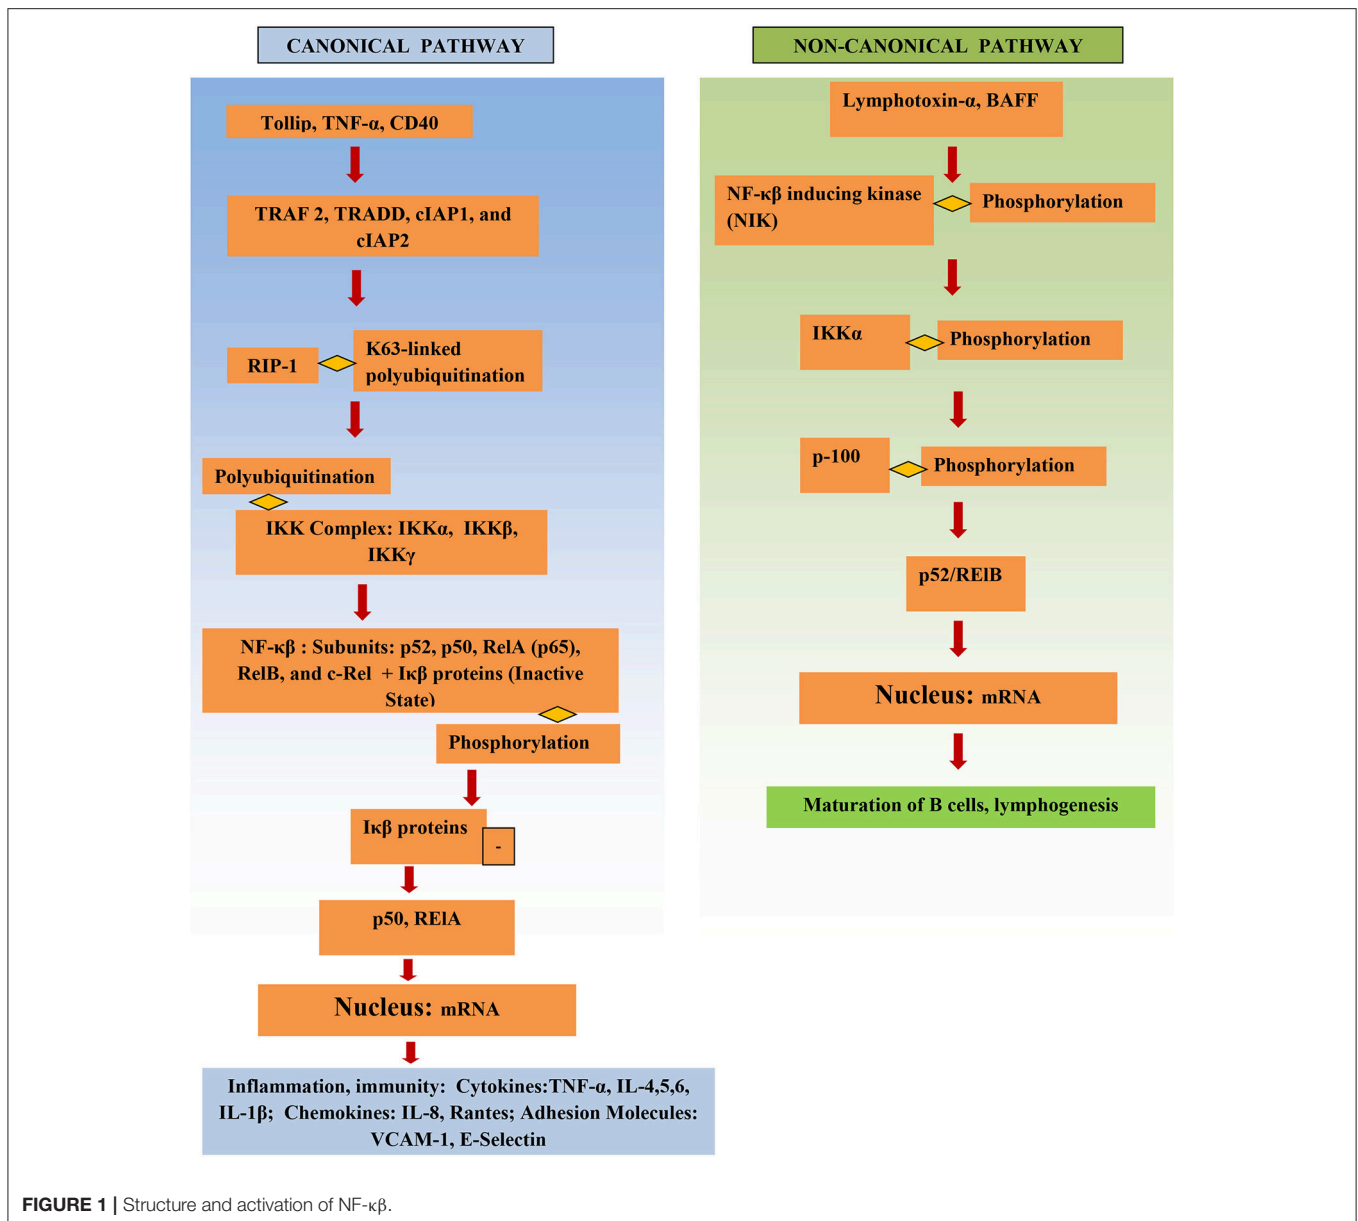 CANONICAL PATHWAY
Tollip, TNF-α, CD40
TRAF 2, TRADD, cIAP1, and
cIAP2
RIP-1
K63-linked
polyubiquitination
Polyubiquitination
IKK Complex: IKKα, IKKβ,
IKKγ
NF-κβ : Subunits: p52, p50, RelA (p65),
RelB, and c-Rel + Iκβ proteins (Inactive
State)
Phosphorylation
Iκβ proteins
-
p50, RElA
Nucleus: mRNA
Inflammation, immunity: Cytokines:TNF-α, IL-4,5,6,
IL-1β; Chemokines: IL-8, Rantes; Adhesion Molecules:
VCAM-1, E-Selectin
NON-CANONICAL PATHWAY
Lymphotoxin-α, BAFF
NF-κβ inducing kinase
(NIK)
Phosphorylation
IKKα
Phosphorylation
p-100
Phosphorylation
p52/RElB
Nucleus: mRNA
Maturation of B cells, lymphogenesis
FIGURE 1 | Structure and activation of NF-κβ.